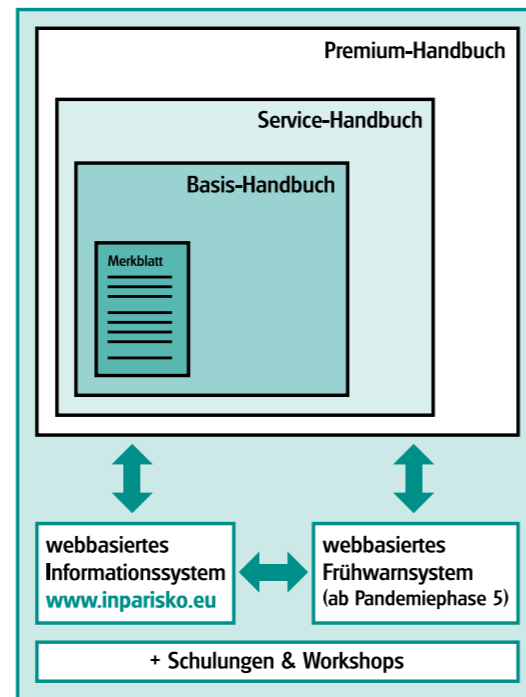 Premium-Handbuch
Service-Handbuch
Basis-Handbuch
Merkblatt
webbasiertes
Informationssystem
www.inparisko.eu
webbasiertes
Frühwarnsystem
(ab Pandemiephase 5)
+ Schulungen & Workshops